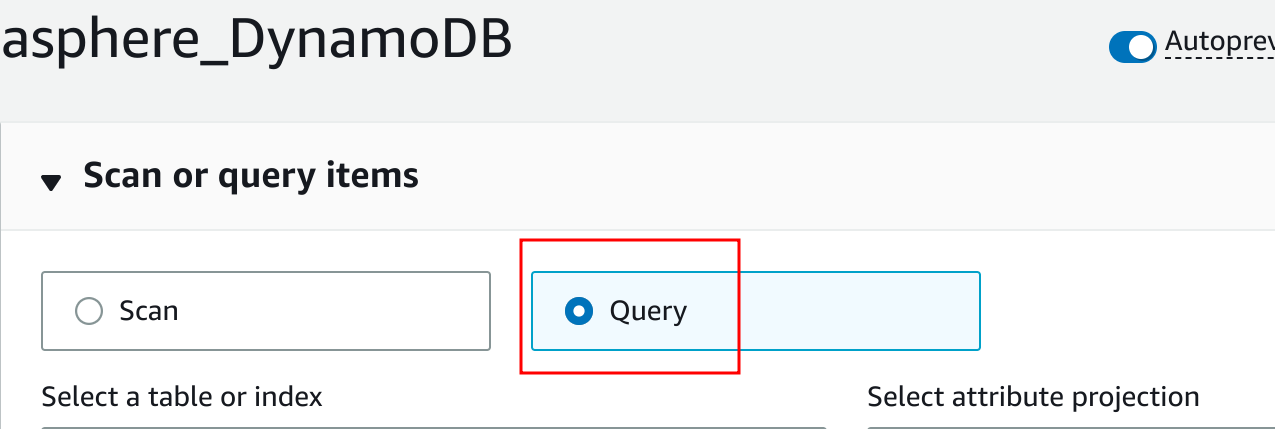 asphere_DynamoDB
Autoprev
Scan or query items
Scan
Query
Select a table or index
Select attribute projection